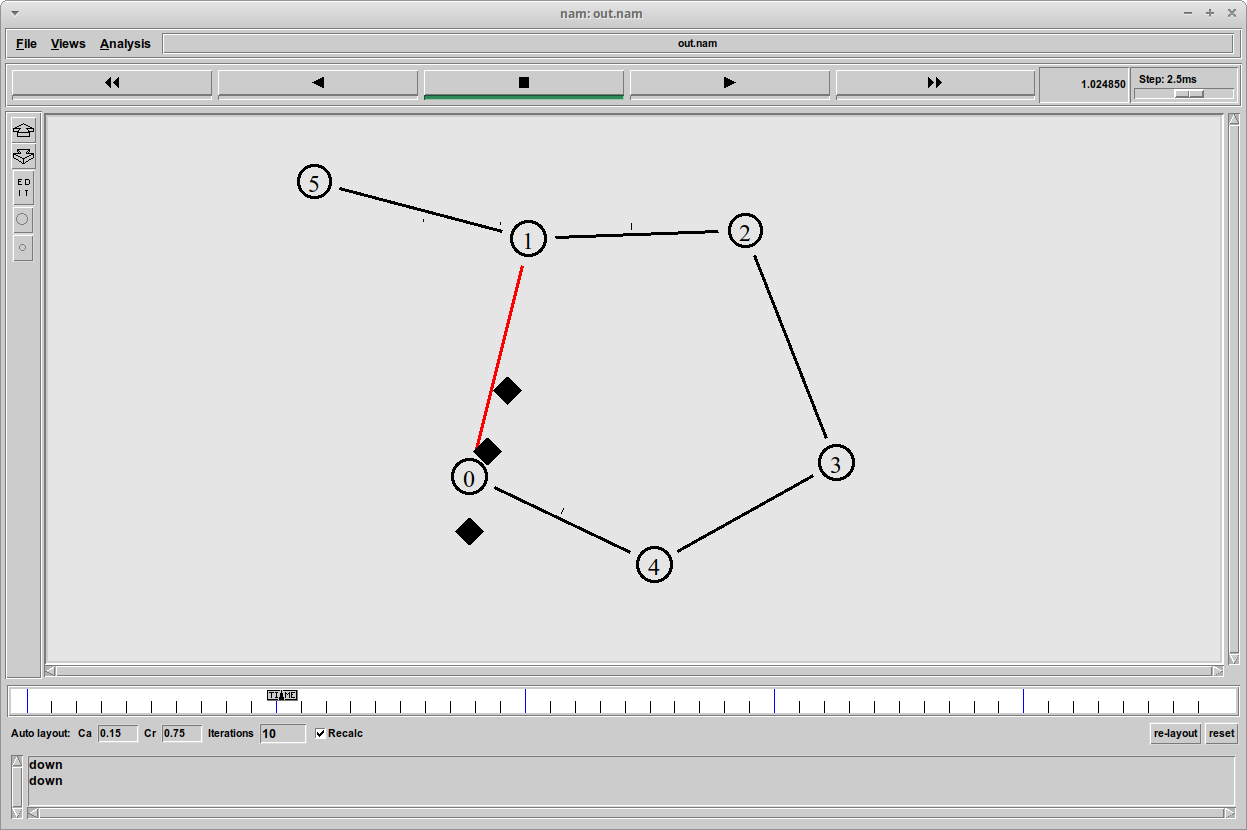 nam: out.nam
File Views Analysis out.nam
1.024850 Step: 2.5ms
ED
IT
5
1
2
0
3
4
TIME
Auto layout: Ca 0.15 Cr 0.75 Iterations 10 Recalc re-layout reset
down
down